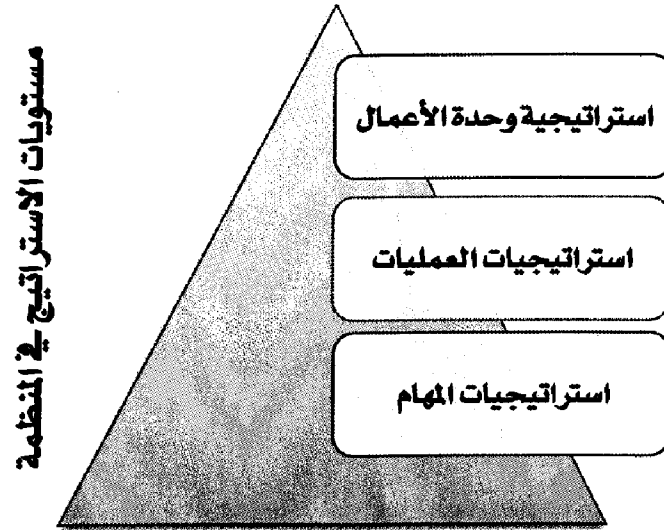 مستويات الاستراتيج في المنظمة
استراتيجية وحدة الأعمال
استراتيجيات العمليات
استراتيجيات المهام